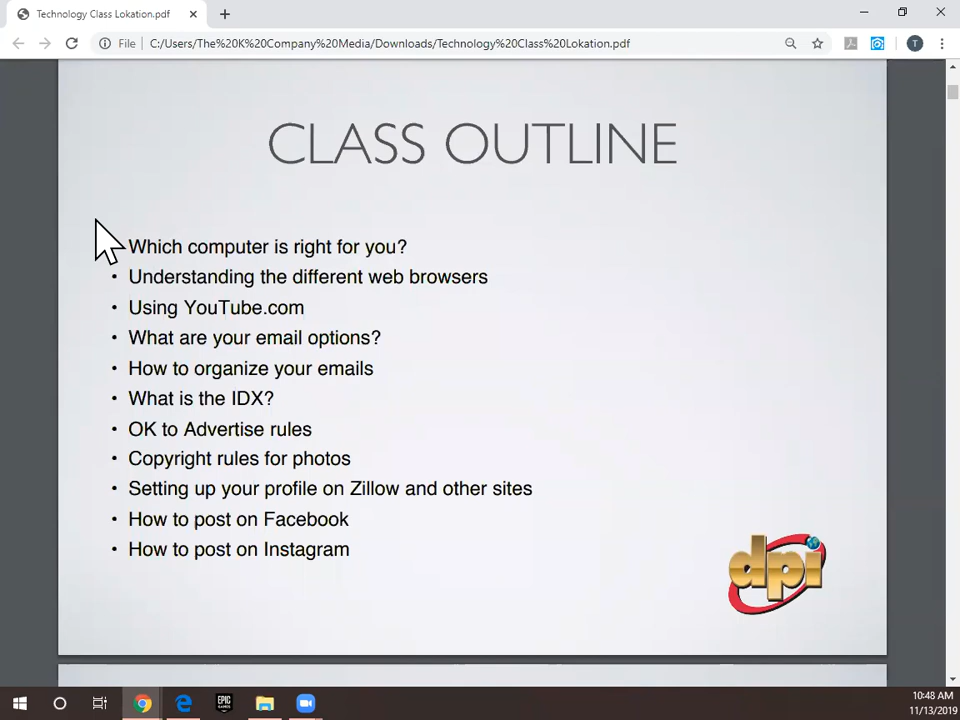 Technology Class Lokation.pdf
File
C:/Users/The%20K%20Company%20Media/Downloads/Technology%20Class%20Lokation.pdf
T
CLASS OUTLINE
Which computer is right for you?
• Understanding the different web browsers
• Using YouTube.com
• What are your email options?
• How to organize your emails
• What is the IDX?
• OK to Advertise rules
• Copyright rules for photos
• Setting up your profile on Zillow and other sites
• How to post on Facebook
• How to post on Instagram
dpi
EPIC
GAMES
10:48 AM
11/13/2019